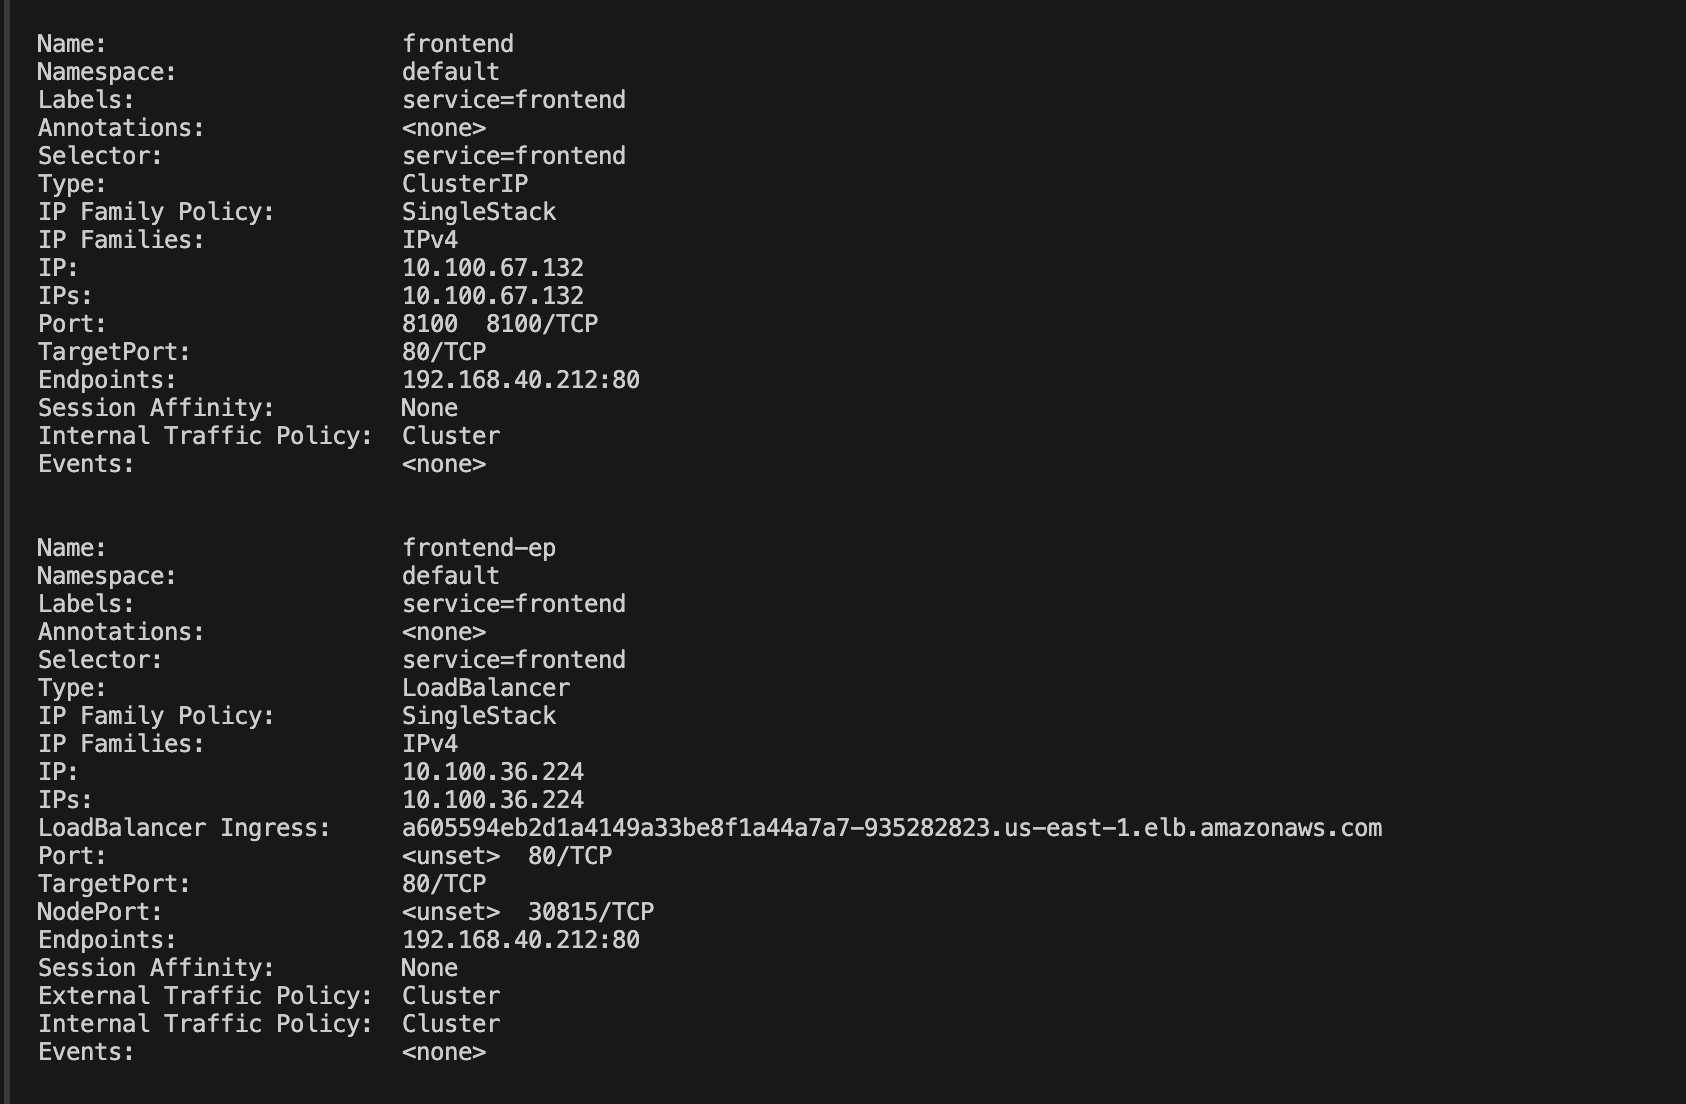 Name:                     frontend
Namespace:                default
Labels:                   service=frontend
Annotations:              <none>
Selector:                 service=frontend
Type:                     ClusterIP
IP Family Policy:         SingleStack
IP Families:              IPv4
IP:                       10.100.67.132
IPs:                      10.100.67.132
Port:                     8100  8100/TCP
TargetPort:               80/TCP
Endpoints:                192.168.40.212:80
Session Affinity:         None
Internal Traffic Policy:  Cluster
Events:                   <none>
Name:                     frontend-ep
Namespace:                default
Labels:                   service=frontend
Annotations:              <none>
Selector:                 service=frontend
Type:                     LoadBalancer
IP Family Policy:         SingleStack
IP Families:              IPv4
IP:                       10.100.36.224
IPs:                      10.100.36.224
LoadBalancer Ingress:     a605594eb2d1a4149a33be8f1a44a7a7-935282823.us-east-1.elb.amazonaws.com
Port:                     <unset>  80/TCP
TargetPort:               80/TCP
NodePort:                 <unset>  30815/TCP
Endpoints:                192.168.40.212:80
Session Affinity:         None
External Traffic Policy:  Cluster
Internal Traffic Policy:  Cluster
Events:                   <none>